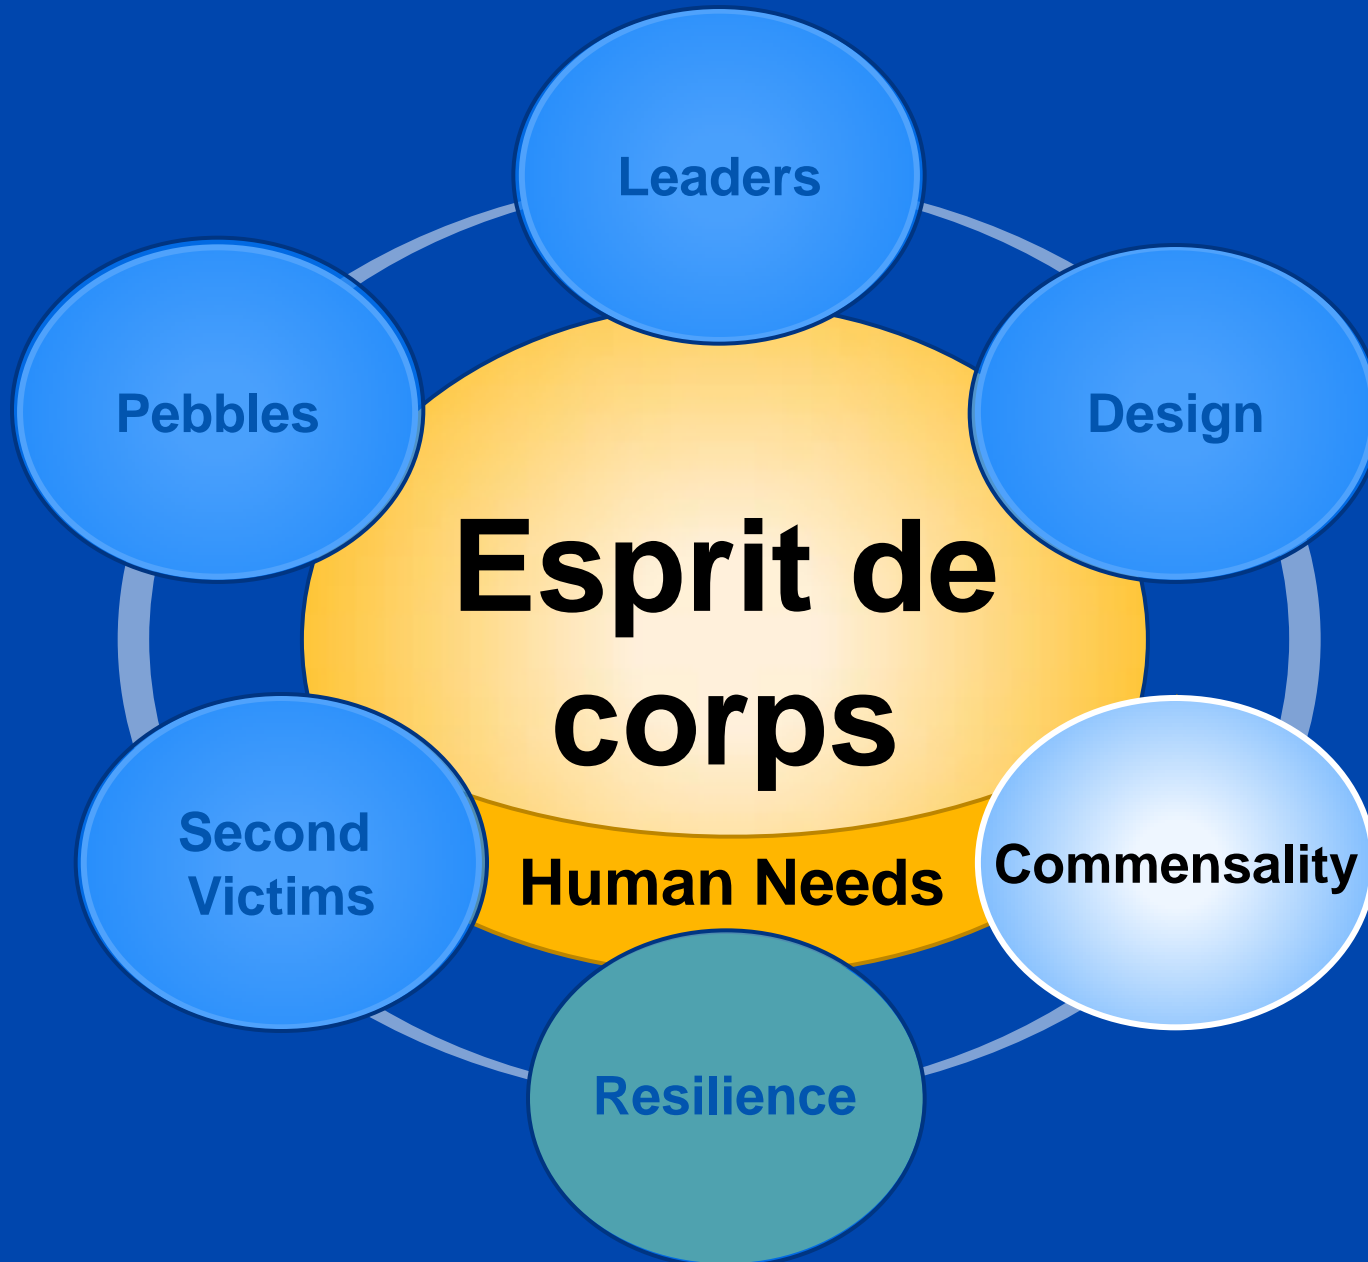 Leaders
Pebbles
Design
Esprit de
corps
Second
Victims
Human Needs
Commensality
Resilience